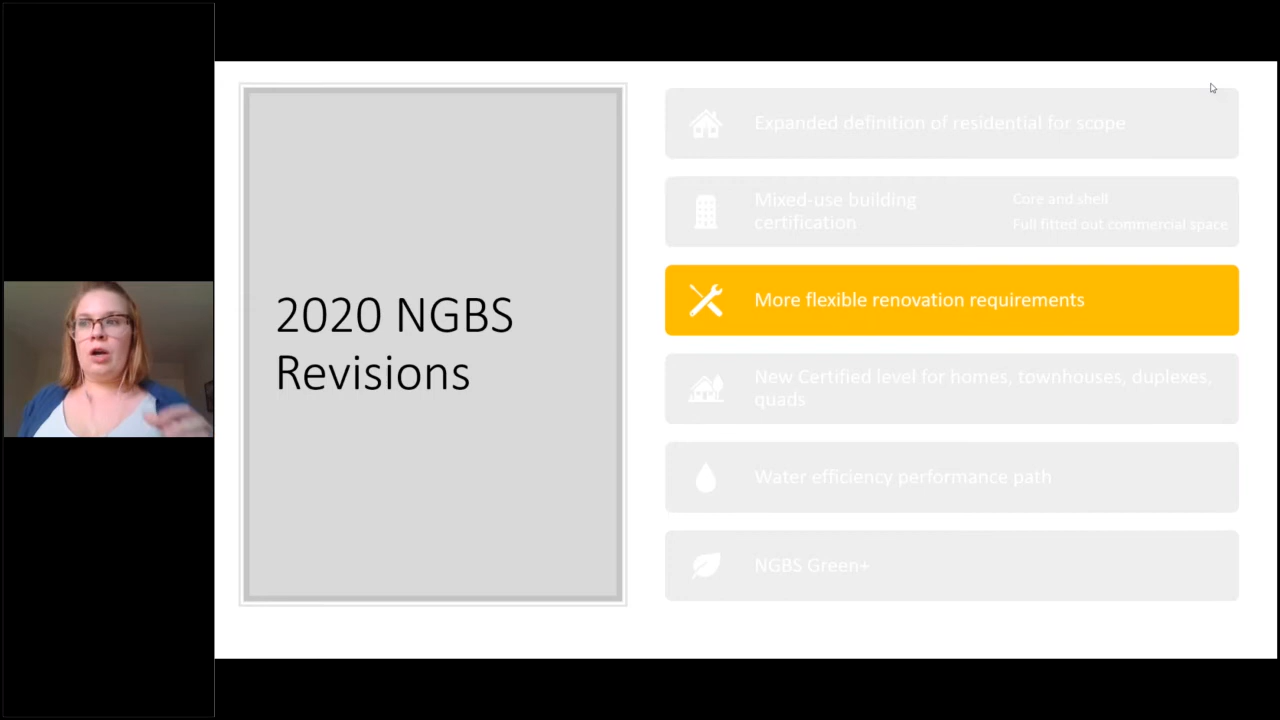 2020 NGBS
Revisions
Expanded definition of residential for scope
Mixed-use building
certification
Core and shell
Full fitted out commercial space
More flexible renovation requirements
New Certified level for homes, townhouses, duplexes,
quads
Water efficiency performance path
NGBS Green+